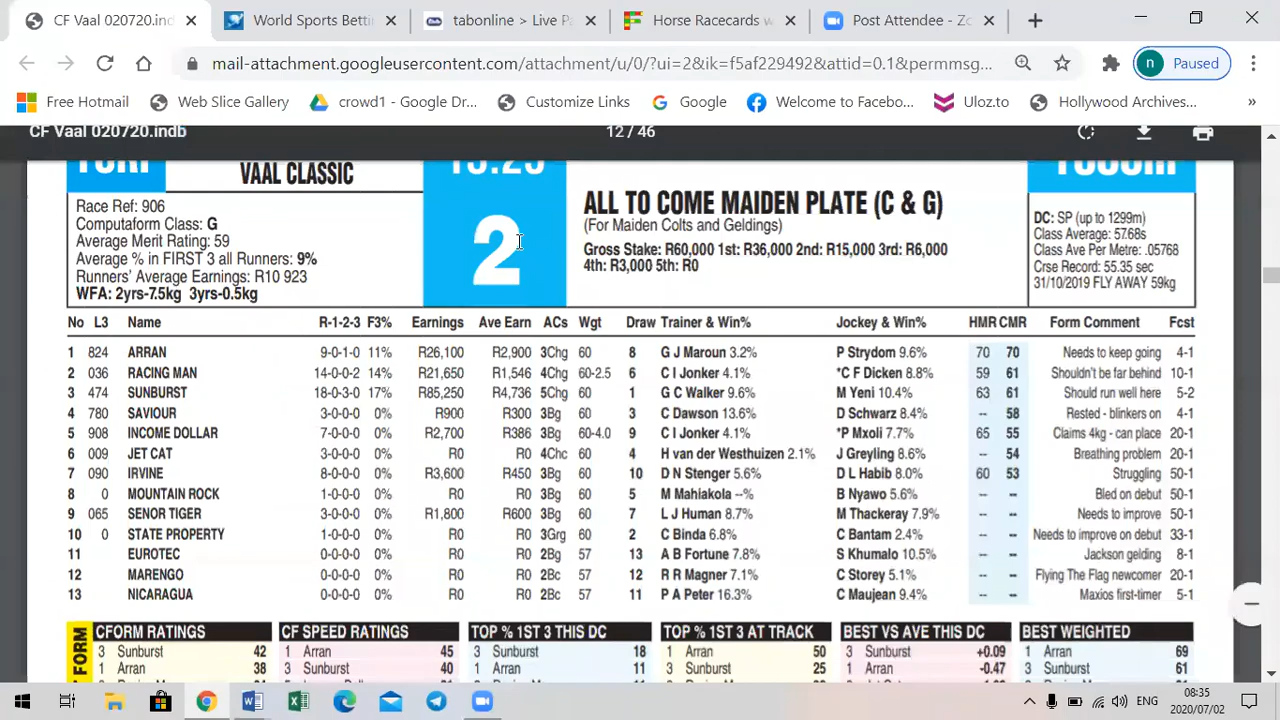 CF Vaal 020720.indb
World Sports Bett
tabonline > Live P
Horse Racecards w
Post Attendee - Zo
mail-attachment.googleusercontent.com/attachment/u/0/?ui=2&ik=f5af229492&attid=0.1&permmsg...
n Paused
Free Hotmail
Web Slice Gallery
crowd1 - Google Dr...
Customize Links
Google
Welcome to Facebo...
Uloz.to
Hollywood Archives...
»
CF Vaal 020720.indb
12 / 46
VAAL CLASSIC
Race Ref: 906
Computaform Class: G
Average Merit Rating: 59
Average % in FIRST 3 all Runners: 9%
Runners' Average Earnings: R10 923
WFA: 2yrs-7.5kg 3yrs-0.5kg
2
ALL TO COME MAIDEN PLATE (C & G)
(For Maiden Colts and Geldings)
Gross Stake: R60,000 1st: R36,000 2nd: R15,000 3rd: R6,000
4th: R3,000 5th: R0
DC: SP (up to 1299m)
Class Average: 57.68s
Class Ave Per Metre: .05768
Crse Record: 55.35 sec
31/10/2019 FLY AWAY 59kg
No L3 Name R-1-2-3 F3% Earnings Ave Earn ACs Wgt Draw Trainer & Win% Jockey & Win% HMR CMR Form Comment Fcst
1 824 ARRAN 9-0-1-0 11% R26,100 R2,900 3Chg 60 8 G J Maroun 3.2% P Strydom 9.6% 70 70 Needs to keep going 4-1
2 036 RACING MAN 14-0-0-2 14% R21,650 R1,546 4Chg 60-2.5 6 C I Jonker 4.1% *C F Dicken 8.8% 59 61 Shouldn't be far behind 10-1
3 474 SUNBURST 18-0-3-0 17% R85,250 R4,736 5Chg 60 1 G C Walker 9.6% M Yeni 10.4% 63 61 Should run well here 5-2
4 780 SAVIOUR 3-0-0-0 0% R900 R300 3Bg 60 3 C Dawson 13.6% D Schwarz 8.4% -- 58 Rested - blinkers on 4-1
5 908 INCOME DOLLAR 7-0-0-0 0% R2,700 R386 3Bg 60-4.0 9 C I Jonker 4.1% *P Mxoli 7.7% 65 55 Claims 4kg - can place 20-1
6 009 JET CAT 3-0-0-0 0% R0 R0 4Chc 60 4 H van der Westhuizen 2.1% J Greyling 8.6% -- 54 Breathing problem 20-1
7 090 IRVINE 8-0-0-0 0% R3,600 R450 3Bg 60 10 D N Stenger 5.6% D L Habib 8.0% 60 53 Struggling 50-1
8 0 MOUNTAIN ROCK 1-0-0-0 0% R0 R0 3Bg 60 5 M Mahiakola --% B Nyawo 5.6% -- -- Bled on debut 50-1
9 065 SENOR TIGER 3-0-0-0 0% R1,800 R600 3Bg 60 7 L J Human 8.7% M Thackeray 7.9% -- -- Needs to improve 50-1
10 0 STATE PROPERTY 1-0-0-0 0% R0 R0 3Grg 60 2 C Binda 6.8% C Bantam 2.4% -- -- Needs to improve on debut 33-1
11 EUROTEC 0-0-0-0 0% R0 R0 2Bg 57 13 A B Fortune 7.8% S Khumalo 10.5% -- -- Jackson gelding 8-1
12 MARENGO 0-0-0-0 0% R0 R0 2Bc 57 12 R R Magner 7.1% C Storey 5.1% -- -- Flying The Flag newcomer 20-1
13 NICARAGUA 0-0-0-0 0% R0 R0 2Bc 57 11 P A Peter 16.3% C Maujean 9.4% -- -- Maxios first-timer 5-1
FORM
CFORM RATINGS CF SPEED RATINGS TOP % 1ST 3 THIS DC TOP % 1ST 3 AT TRACK BEST VS AVE THIS DC BEST WEIGHTED
3 Sunburst 42 1 Arran 45 3 Sunburst 18 1 Arran 50 3 Sunburst +0.09 1 Arran 69
1 Arran 38 3 Sunburst 40 1 Arran 11 3 Sunburst 25 1 Arran -0.47 3 Sunburst 61
ENG
08:35
2020/07/02